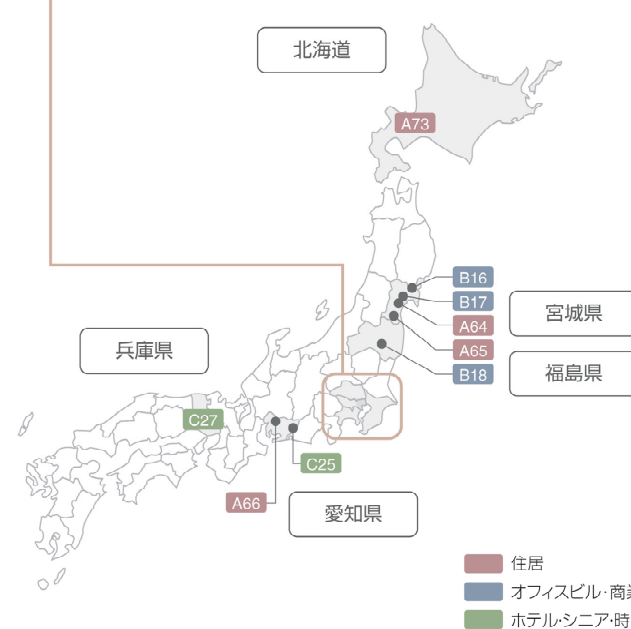 北海道
A73
B16
B17
宮城県
A64
兵庫県
A65
福島県
B18
C27
C25
A66
愛知県
住居
オフィスビル・商業
ホテル・シニア・時